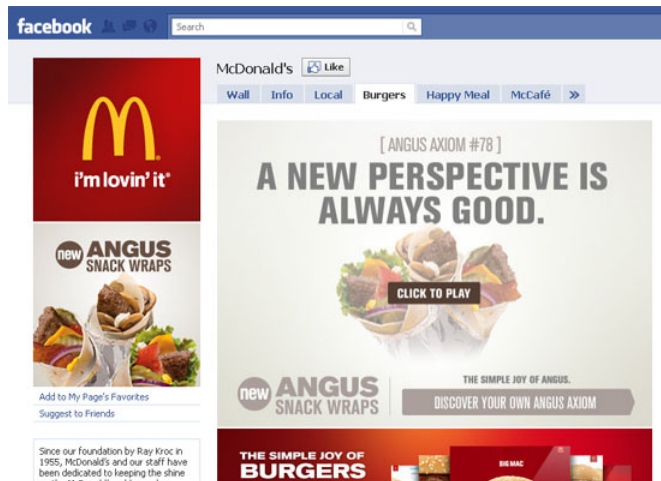 facebook
Search
McDonald's
Like
Wall
Info
Local
Burgers
Happy Meal
McCafé
»
i'm lovin' it®
new ANGUS
SNACK WRAPS
Add to My Page's Favorites
Suggest to Friends
Since our foundation by Ray Kroc in
1955, McDonald's and our staff have
been dedicated to keeping the shine
[ ANGUS AXIOM #78 ]
A NEW PERSPECTIVE IS
ALWAYS GOOD.
CLICK TO PLAY
new ANGUS
SNACK WRAPS
THE SIMPLE JOY OF ANGUS.
DISCOVER YOUR OWN ANGUS AXIOM
THE SIMPLE JOY OF
BURGERS
BIG MAC